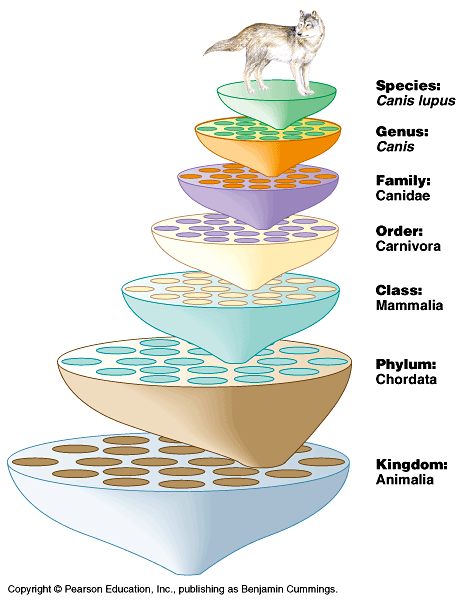 Species:
Canis lupus
Genus:
Canis
Family:
Canidae
Order:
Carnivora
Class:
Mammalia
Phylum:
Chordata
Kingdom:
Animalia
Copyright © Pearson Education, Inc., publishing as Benjamin Cummings.